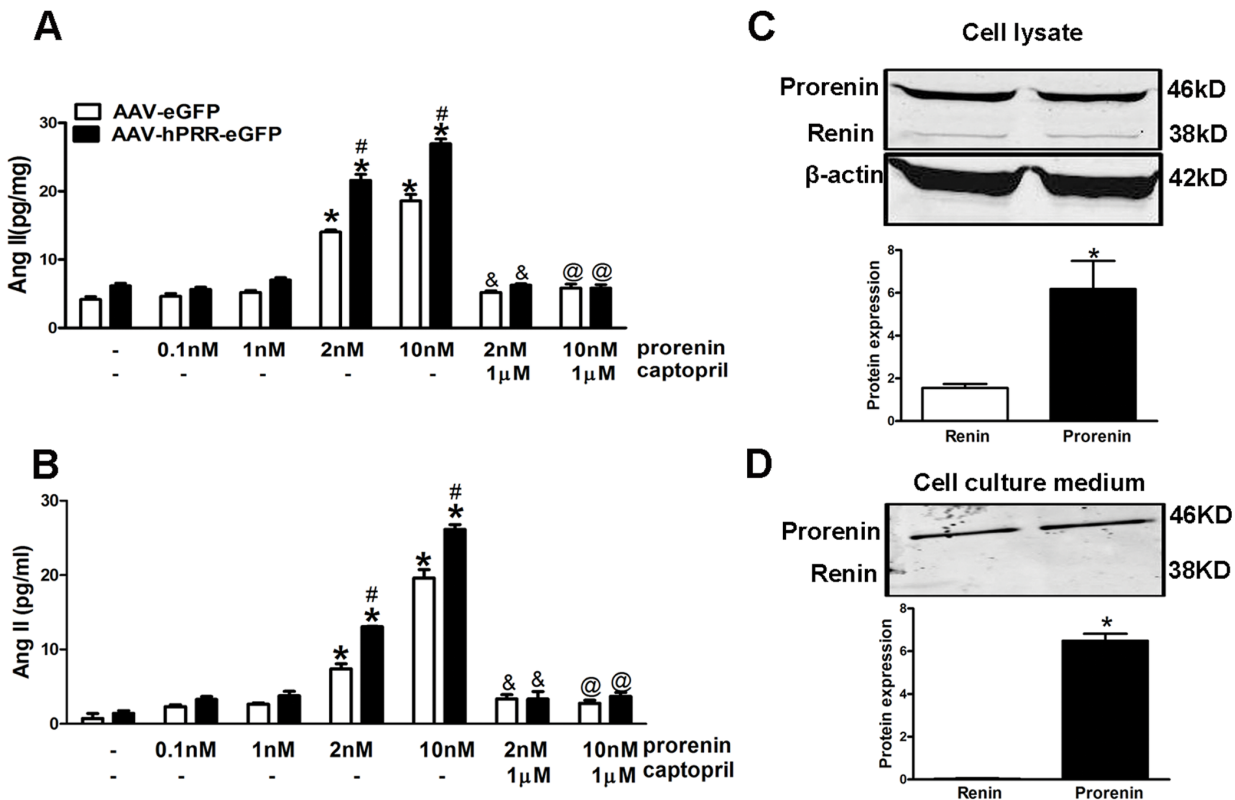 A
AAV-eGFP
AAV-hPRR-eGFP
Ang II(pg/mg)
30
20
10
0
* # * * # * & & @ @
- 0.1nM 1nM 2nM 10nM 2nM 10nM prorenin
- - - - - 1μM 1μM captopril
B
Ang II (pg/ml)
30
20
10
0
* # * * # * & & @ @
- 0.1nM 1nM 2nM 10nM 2nM 10nM prorenin
- - - - - 1μM 1μM captopril
C
Cell lysate
Prorenin 46kD
Renin 38kD
β-actin 42kD
Protein expression
8
6
4
2
0
*
Renin Prorenin
D
Cell culture medium
Prorenin 46KD
Renin 38KD
Protein expression
8
6
4
2
0
*
Renin Prorenin